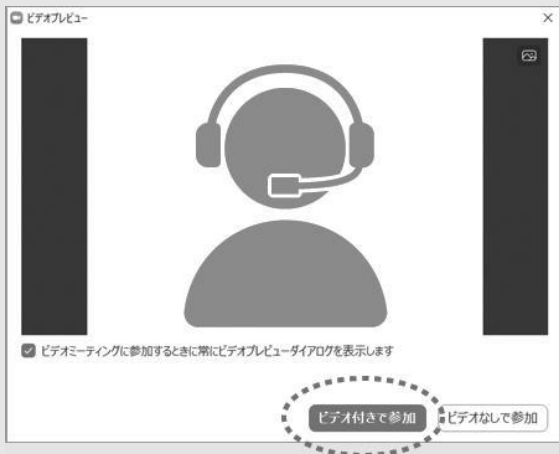 ビデオプレビュー
ビデオミーティングに参加するときに常にビデオプレビューダイアログを表示します
ビデオ付きで参加
ビデオなしで参加